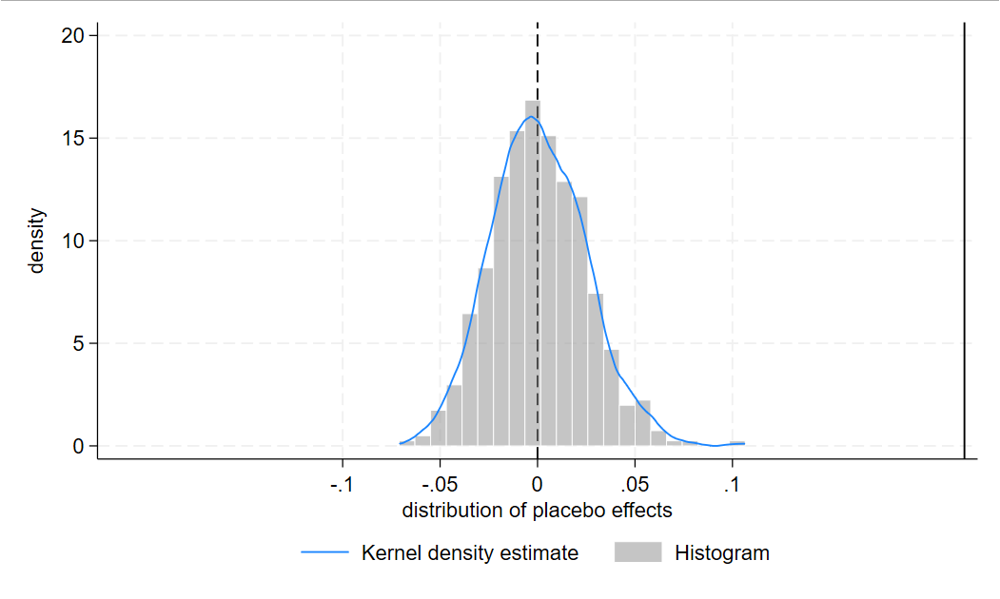 20
15
10
5
0
density
-.1 -.05 0 .05 .1
distribution of placebo effects
Kernel density estimate Histogram